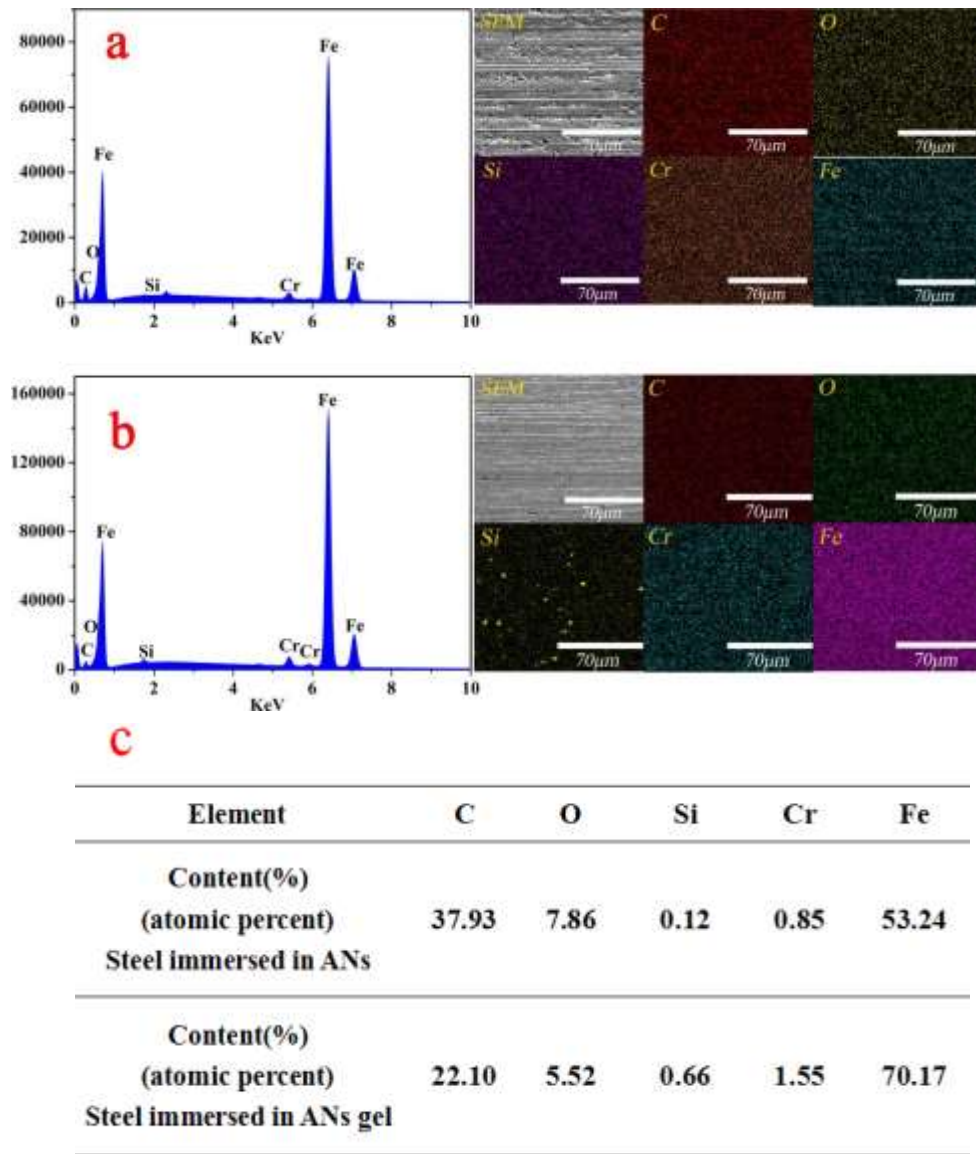 a
80000
60000
40000
20000
0
Fe
Fe
O
C
Si
Cr
Fe
0 2 4 6 8 10
KeV
SEM C O
70μm 70μm 70μm
Si Cr Fe
70μm 70μm 70μm
b
160000
120000
80000
40000
0
Fe
Fe
O
C
Si
Cr Cr
Fe
0 2 4 6 8 10
KeV
SEM C O
70μm 70μm 70μm
Si Cr Fe
70μm 70μm 70μm
c
Element C O Si Cr Fe
Content(%)
(atomic percent) 37.93 7.86 0.12 0.85 53.24
Steel immersed in ANs
Content(%)
(atomic percent) 22.10 5.52 0.66 1.55 70.17
Steel immersed in ANs gel